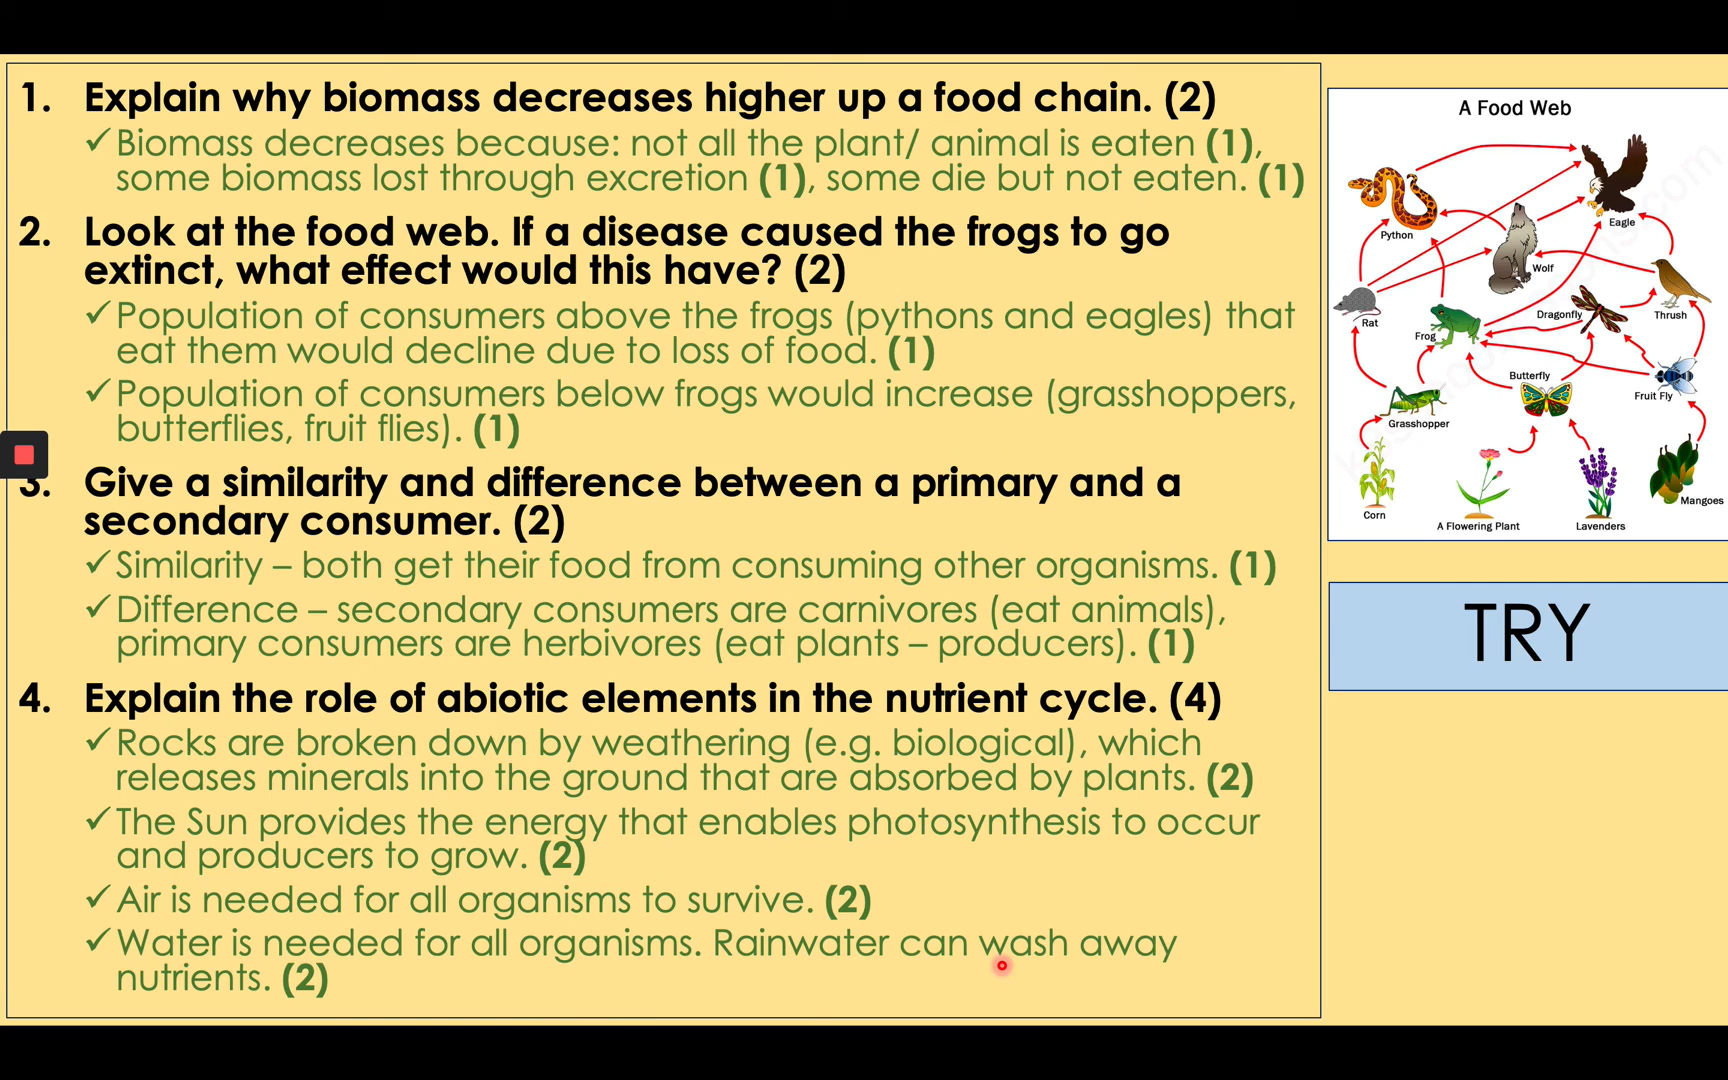 1. Explain why biomass decreases higher up a food chain. (2)
✓ Biomass decreases because: not all the plant/ animal is eaten (1),
some biomass lost through excretion (1), some die but not eaten. (1)
2. Look at the food web. If a disease caused the frogs to go
extinct, what effect would this have? (2)
✓ Population of consumers above the frogs (pythons and eagles) that
eat them would decline due to loss of food. (1)
✓ Population of consumers below frogs would increase (grasshoppers,
butterflies, fruit flies). (1)
3. Give a similarity and difference between a primary and a
secondary consumer. (2)
✓ Similarity – both get their food from consuming other organisms. (1)
✓ Difference – secondary consumers are carnivores (eat animals),
primary consumers are herbivores (eat plants – producers). (1)
4. Explain the role of abiotic elements in the nutrient cycle. (4)
✓ Rocks are broken down by weathering (e.g. biological), which
releases minerals into the ground that are absorbed by plants. (2)
✓ The Sun provides the energy that enables photosynthesis to occur
and producers to grow. (2)
✓ Air is needed for all organisms to survive. (2)
✓ Water is needed for all organisms. Rainwater can wash away
nutrients. (2)
A Food Web
Eagle
Python
Wolf
Rat
Dragonfly
Thrush
Frog
Butterfly
Fruit Fly
Grasshopper
Mangoes
Corn
A Flowering Plant
Lavenders
TRY